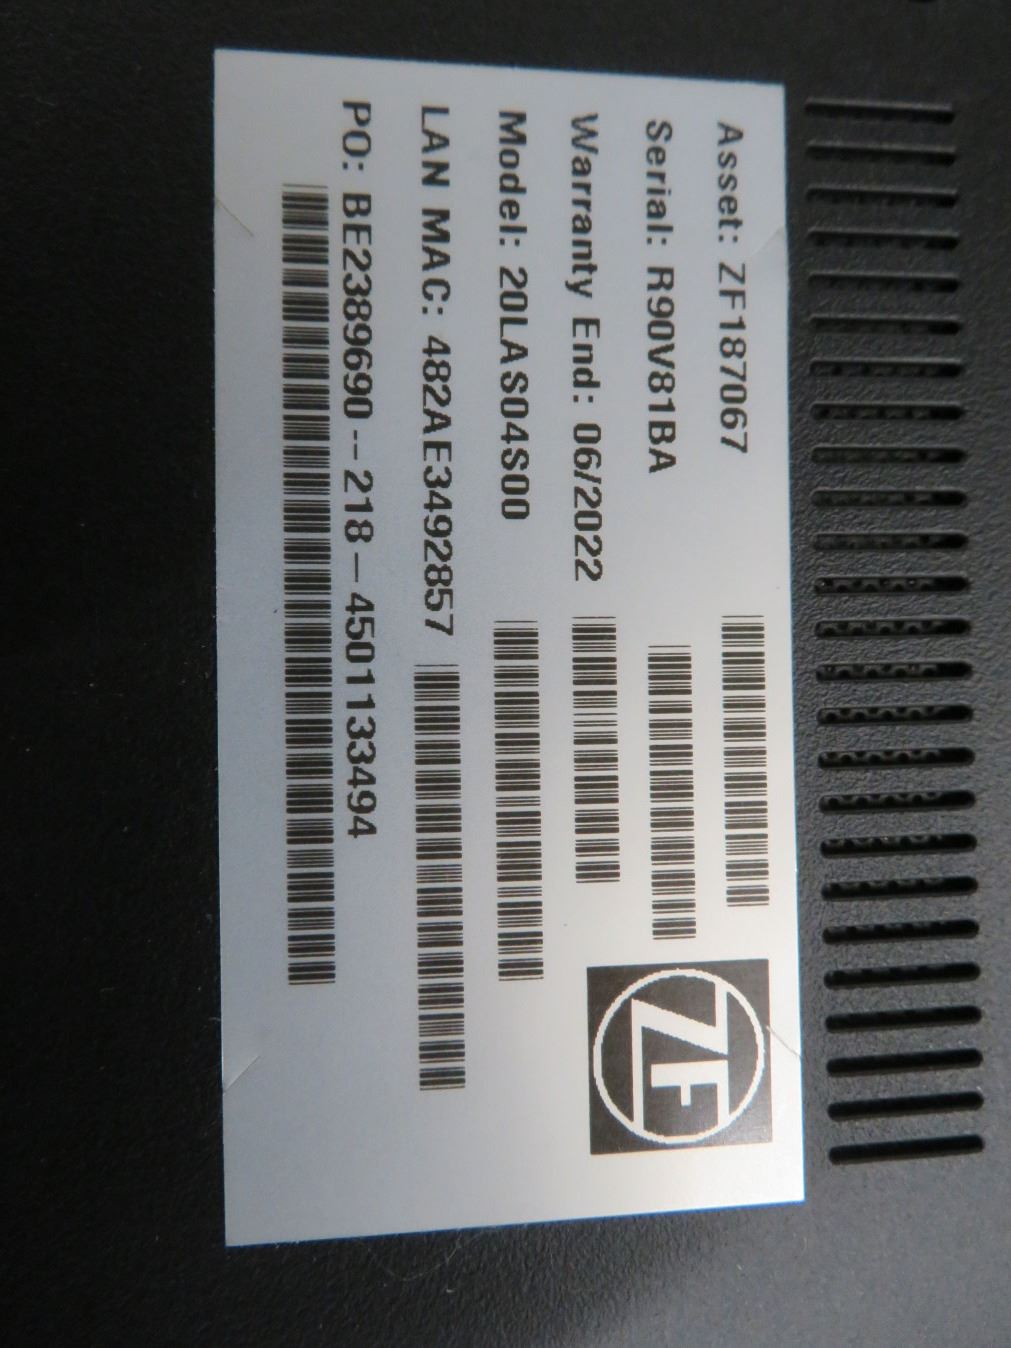 Asset: ZF187067
Serial: R90V81BA
Warranty End: 06/2022
Model: 20LAS04S00
LAN MAC: 482AE3492857
PO: BE2389690--218-4501133494
ZF